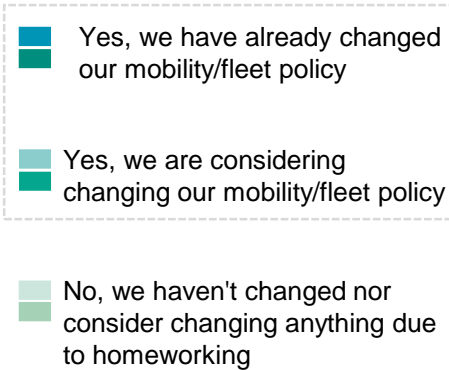 Yes, we have already changed
our mobility/fleet policy
Yes, we are considering
changing our mobility/fleet policy
No, we haven't changed nor
consider changing anything due
to homeworking